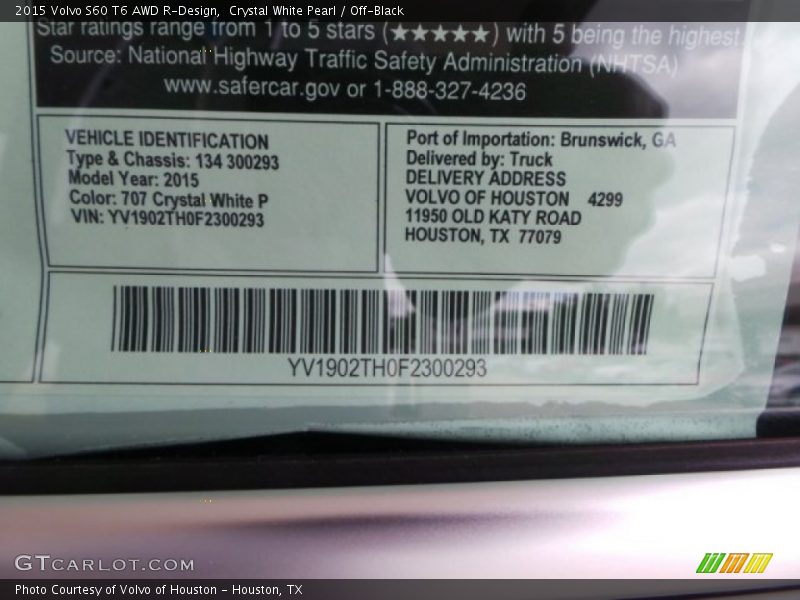 2015 Volvo S60 T6 AWD R-Design, Crystal White Pearl / Off-Black
Star ratings range from 1 to 5 stars (★★★★★) with 5 being the highest.
Source: National Highway Traffic Safety Administration (NHTSA)
www.safercar.gov or 1-888-327-4236
VEHICLE IDENTIFICATION
Type & Chassis: 134 300293
Model Year: 2015
Color: 707 Crystal White P
VIN: YV1902TH0F2300293
Port of Importation: Brunswick, GA
Delivered by: Truck
DELIVERY ADDRESS
VOLVO OF HOUSTON 4299
11950 OLD KATY ROAD
HOUSTON, TX 77079
YV1902TH0F2300293
GTCARLOT.COM
Photo Courtesy of Volvo of Houston - Houston, TX